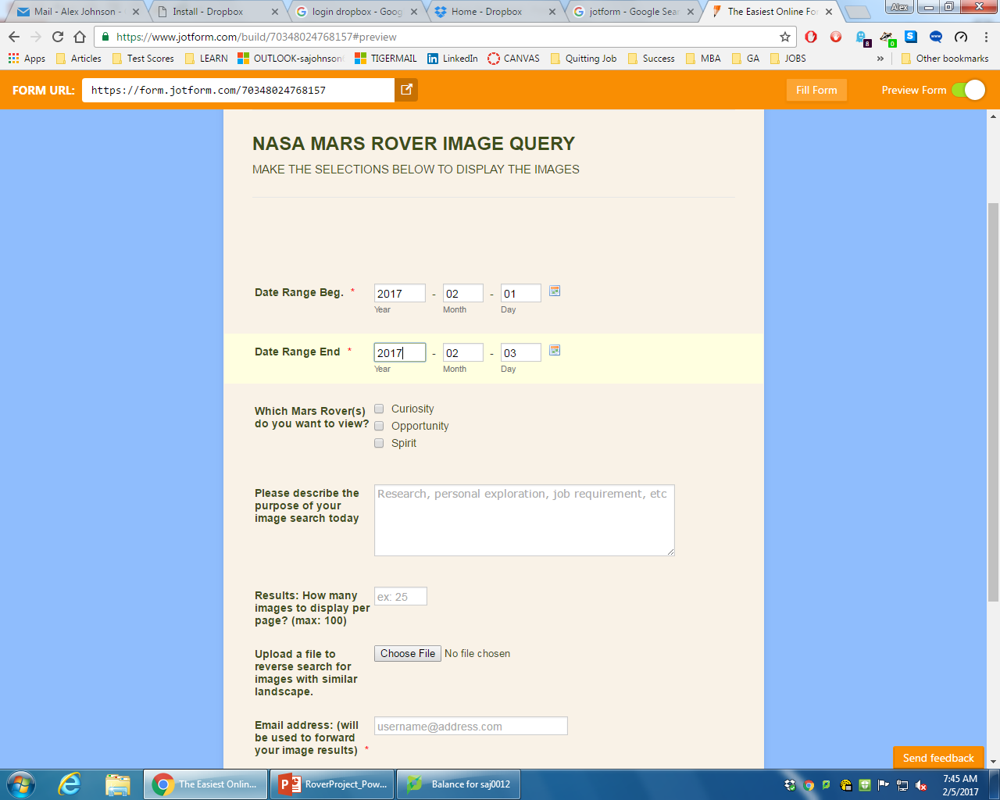 Mail - Alex Johnson -
Install - Dropbox
login dropbox - Goog
Home - Dropbox
jotform - Google Sear
The Easiest Online For
Alex
https://www.jotform.com/build/70348024768157#preview
8
0
Apps
Articles
Test Scores
LEARN
OUTLOOK-sajohnson
TIGERMAIL
LinkedIn
CANVAS
Quitting Job
Success
MBA
GA
JOBS
»
Other bookmarks
FORM URL:
https://form.jotform.com/70348024768157
Fill Form
Preview Form
NASA MARS ROVER IMAGE QUERY
MAKE THE SELECTIONS BELOW TO DISPLAY THE IMAGES
Date Range Beg. *
2017 - 02 - 01
Year Month Day
Date Range End *
2017 - 02 - 03
Year Month Day
Which Mars Rover(s)
do you want to view?
Curiosity
Opportunity
Spirit
Please describe the
purpose of your
image search today
Research, personal exploration, job requirement, etc
Results: How many
images to display per
page? (max: 100)
ex: 25
Upload a file to
reverse search for
images with similar
landscape.
Choose File No file chosen
Email address: (will
be used to forward
your image results) *
username@address.com
Send feedback
The Easiest Onlin...
RoverProject_Pow...
Balance for saj0012
7:45 AM
2/5/2017